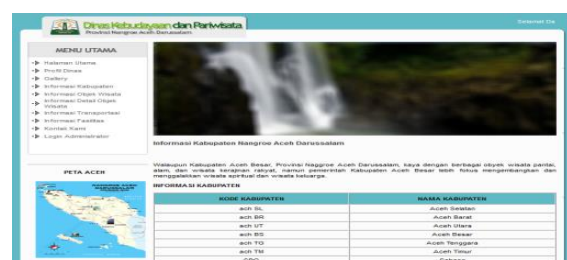 Dinas Kebudayaan dan Pariwisata
Provinsi Nangroe Aceh Darussalam
Selamat Da
MENU UTAMA
Halaman Utama
Profil Dinas
Gallery
Informasi Kabupaten
Informasi Objek Wisata
Informasi Detail Objek
Wisata
Informasi Transportasi
Informasi Fasilitas
Kontak Kami
Login Administrator
PETA ACEH
Informasi Kabupaten Nangroe Aceh Darussalam
Walaupun Kabupaten Aceh Besar, Provinsi Naggroe Aceh Darussalam, kaya dengan berbagai obyek wisata pantai,
alam, dan wisata kerajinan rakyat, namun pemerintah Kabupaten Aceh Besar lebih fokus mengembangkan dan
menggalakkan wisata spiritual dan wisata keluarga.
INFORMASI KABUPATEN
KODE KABUPATEN NAMA KABUPATEN
ach SL Aceh Selatan
ach BR Aceh Barat
ach UT Aceh Utara
ach BS Aceh Besar
ach TG Aceh Tenggara
ach TM Aceh Timur
Sabang